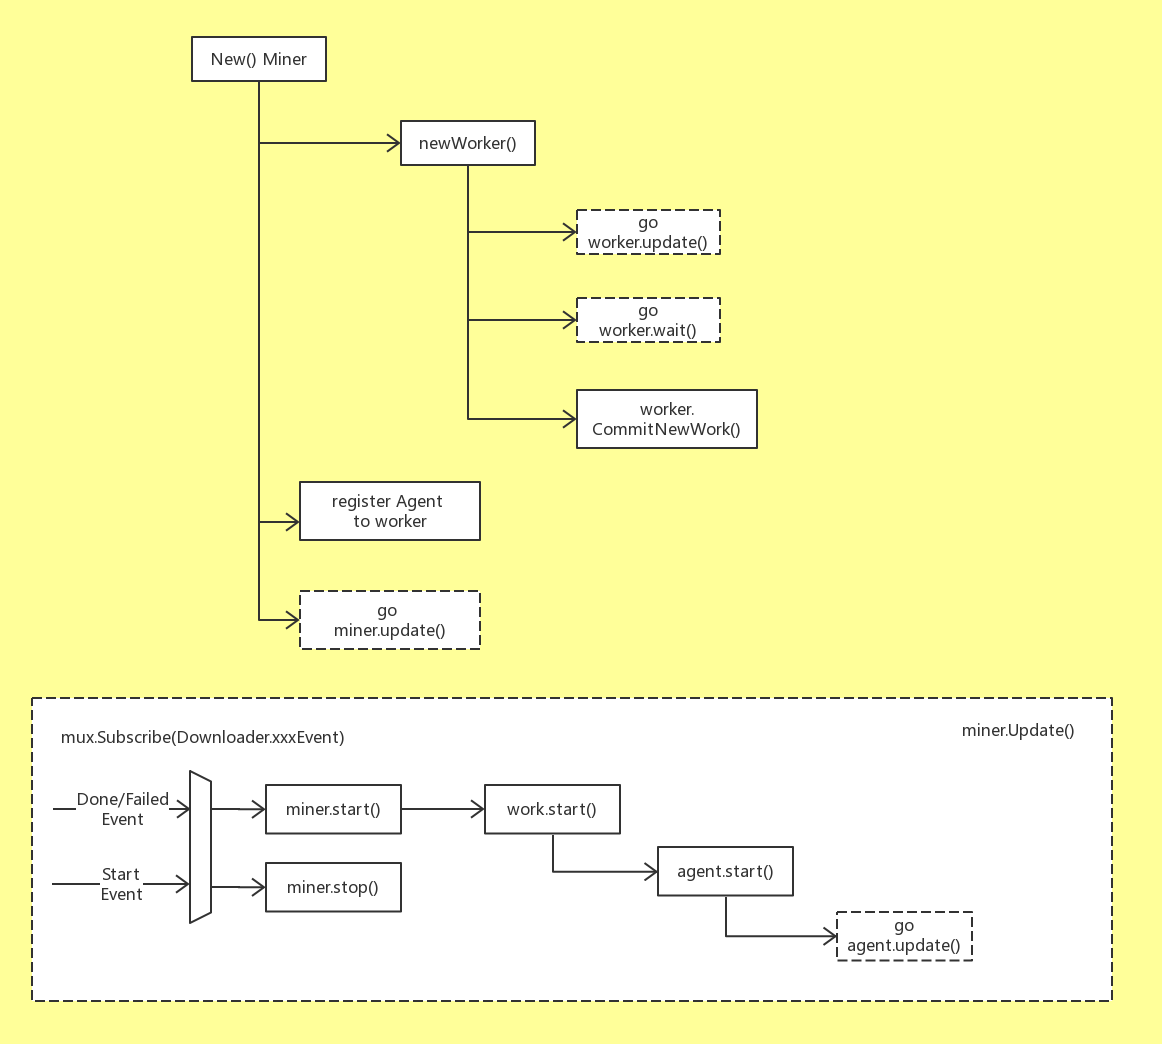 New() Miner
newWorker()
go
worker.update()
go
worker.wait()
worker.
CommitNewWork()
register Agent
to worker
go
miner.update()
mux.Subscribe(Downloader.xxxEvent)
miner.Update()
Done/Failed
Event
miner.start()
work.start()
Start
Event
miner.stop()
agent.start()
go
agent.update()